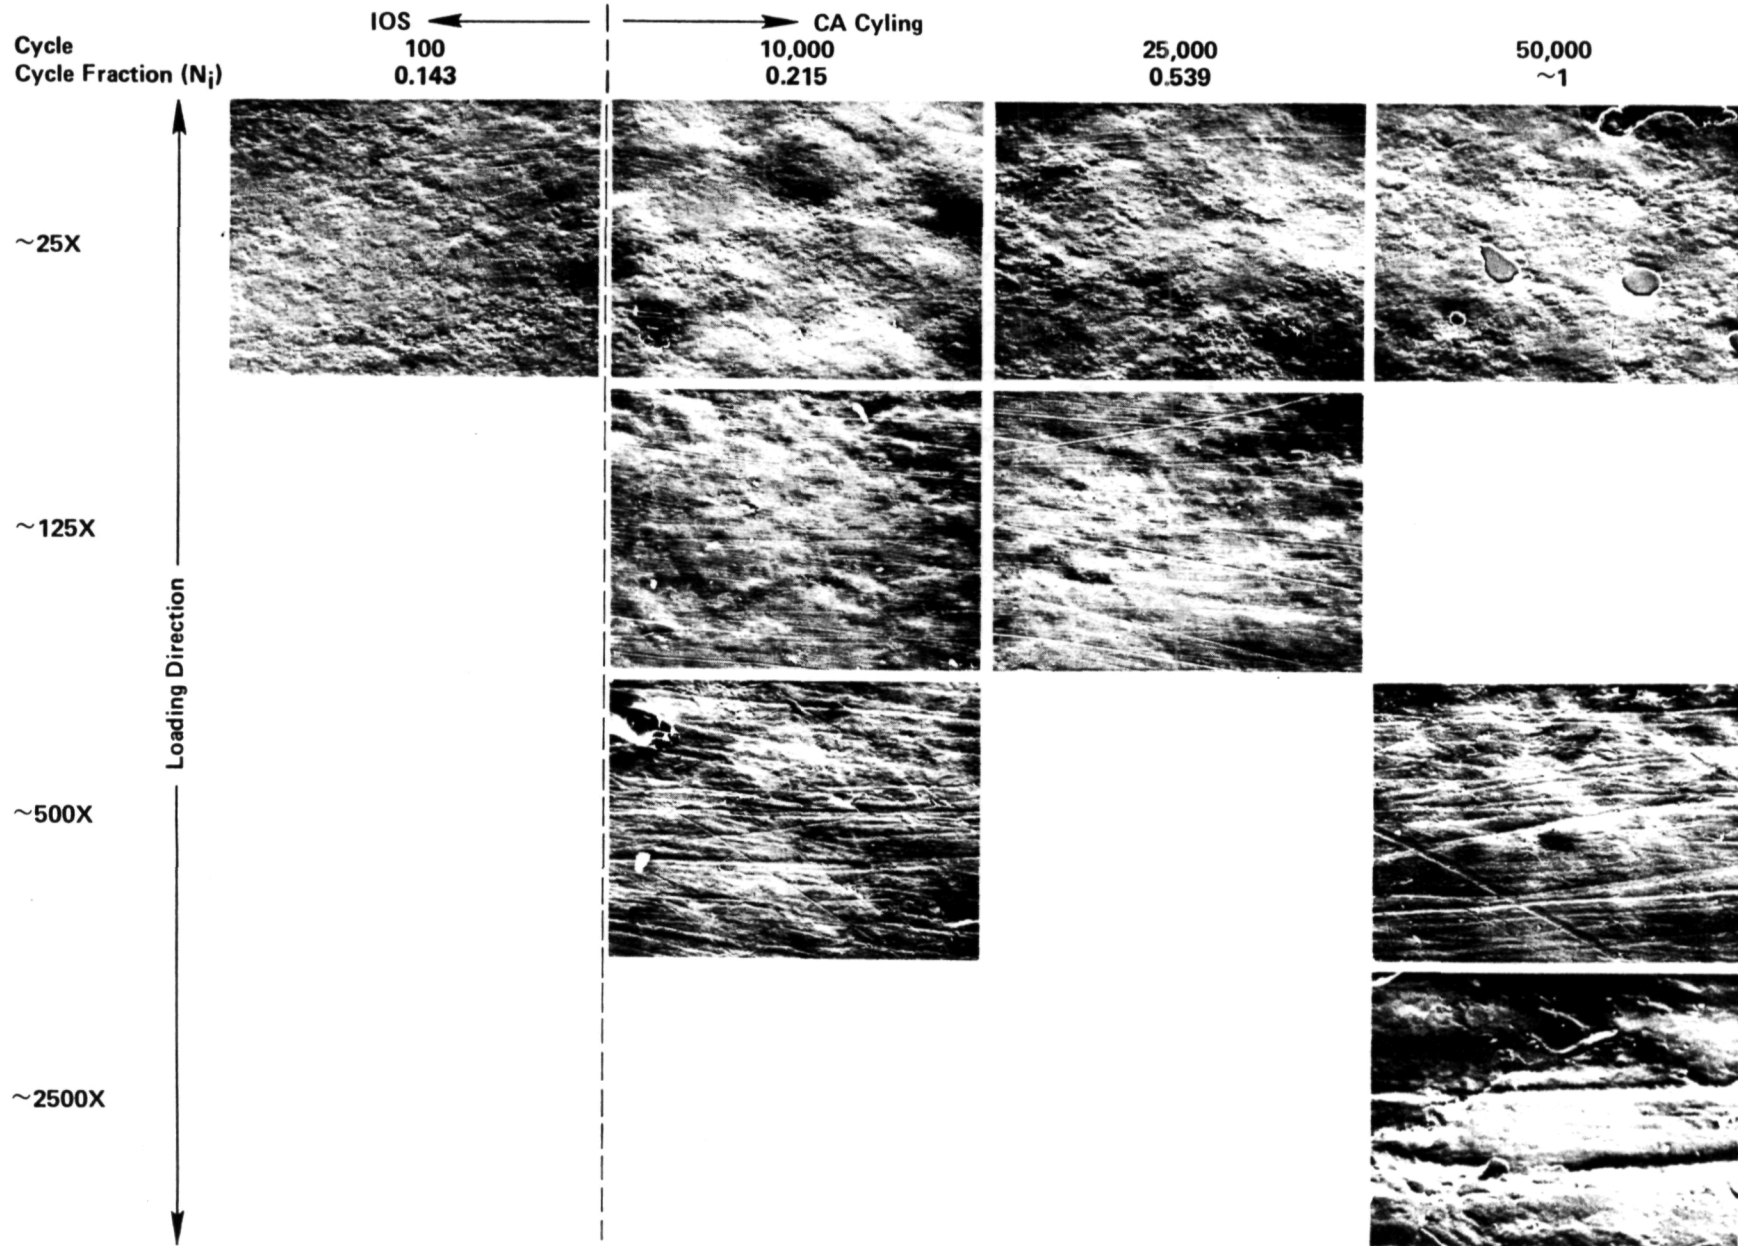 IOS CA Cyling
Cycle 100 10,000 25,000 50,000
Cycle Fraction (Ni) 0.143 0.215 0.539 ~1
~25X
~125X
Loading Direction
~500X
~2500X